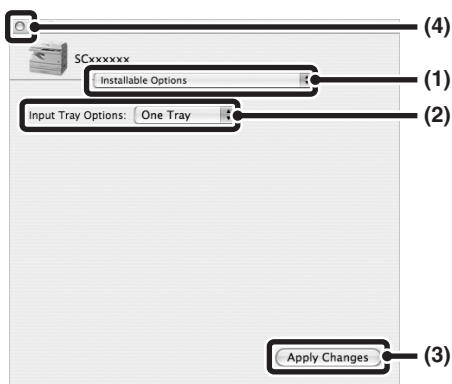 (4)
SCxxxxxx
Installable Options
(1)
Input Tray Options: One Tray
(2)
Apply Changes
(3)